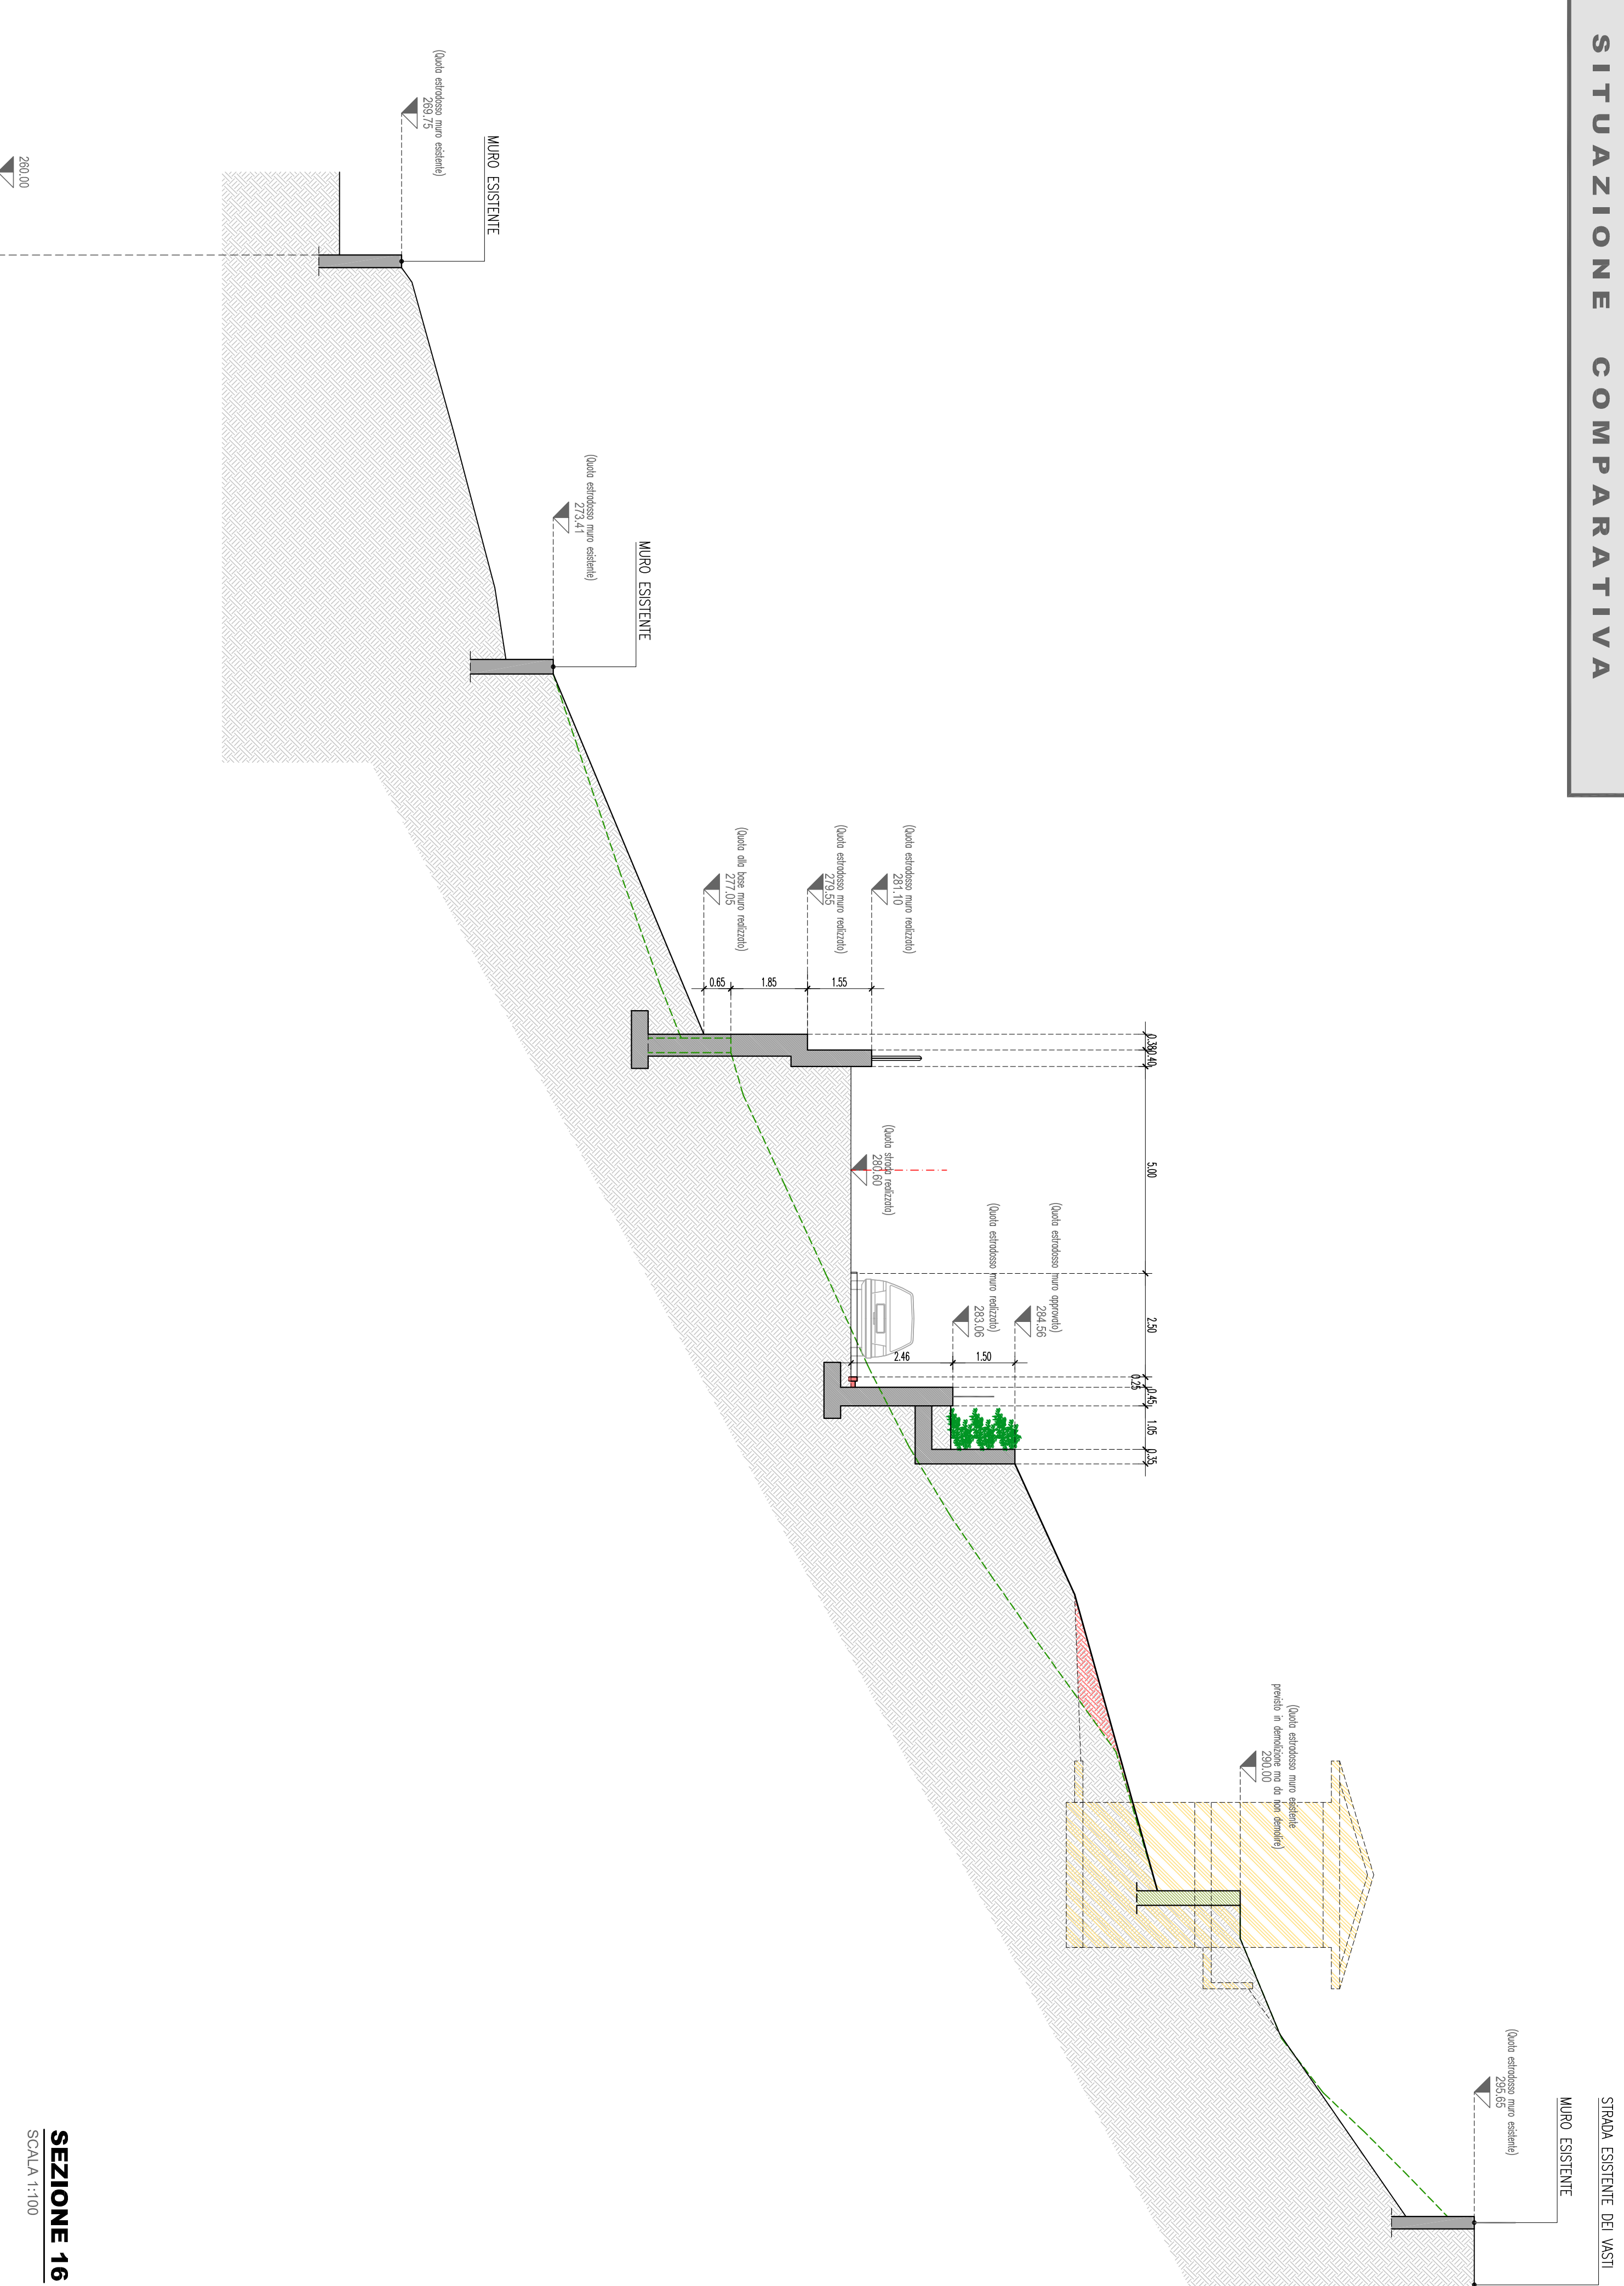 SITUAZIONE COMPARATIVA
STRADA ESISTENTE DEI VASTI
MURO ESISTENTE
(Quota estradosso muro esistente)
295.65
(Quota estradosso muro esistente
previsto in demolizione ma da non demolire)
290.00
0.38
0.40
5.00
2.50
0.25
0.45
1.05
0.35
(Quota estradosso muro approvato)
284.56
(Quota estradosso muro realizzato)
283.06
1.50
2.46
(Quota estradosso muro realizzato)
281.10
(Quota strada realizzata)
280.60
(Quota estradosso muro realizzato)
279.55
(Quota alla base muro realizzato)
277.05
0.65
1.85
1.55
MURO ESISTENTE
(Quota estradosso muro esistente)
273.41
MURO ESISTENTE
(Quota estradosso muro esistente)
269.75
260.00
SEZIONE 16
SCALA 1:100